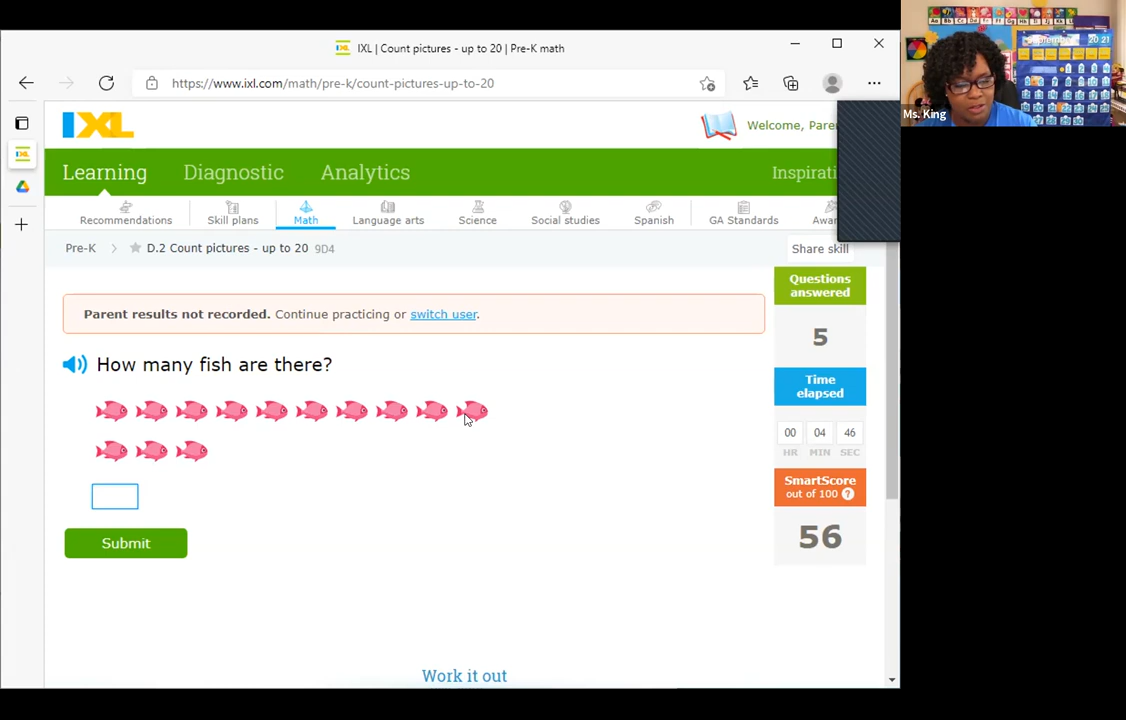 IXL | Count pictures - up to 20 | Pre-K math
https://www.ixl.com/math/pre-k/count-pictures-up-to-20
Ms. King
IXL
Welcome, Pare
Learning Diagnostic Analytics Inspirati
Recommendations Skill plans Math Language arts Science Social studies Spanish GA Standards Awar
Pre-K D.2 Count pictures - up to 20 9D4
Share skill
Questions answered
5
Parent results not recorded. Continue practicing or switch user.
How many fish are there?
Time elapsed
00 04 46
HR MIN SEC
SmartScore
out of 100 ?
56
Submit
Work it out